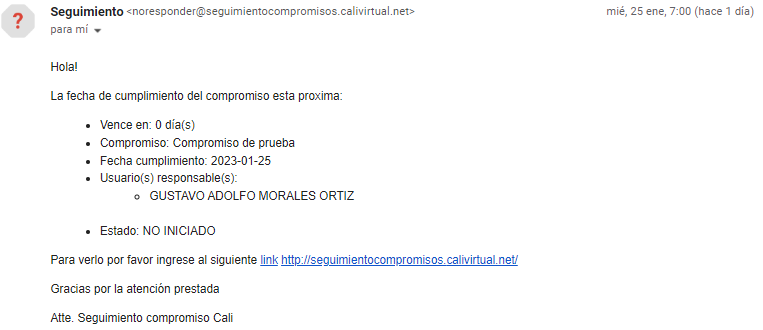 ?
Seguimiento <noresponder@seguimientocompromisos.calivirtual.net>
mié, 25 ene, 7:00 (hace 1 día)
para mí
Hola!
La fecha de cumplimiento del compromiso esta proxima:
Vence en: 0 día(s)
Compromiso: Compromiso de prueba
Fecha cumplimiento: 2023-01-25
Usuario(s) responsable(s):
GUSTAVO ADOLFO MORALES ORTIZ
Estado: NO INICIADO
Para verlo por favor ingrese al siguiente link http://seguimientocompromisos.calivirtual.net/
Gracias por la atención prestada
Atte. Seguimiento compromiso Cali